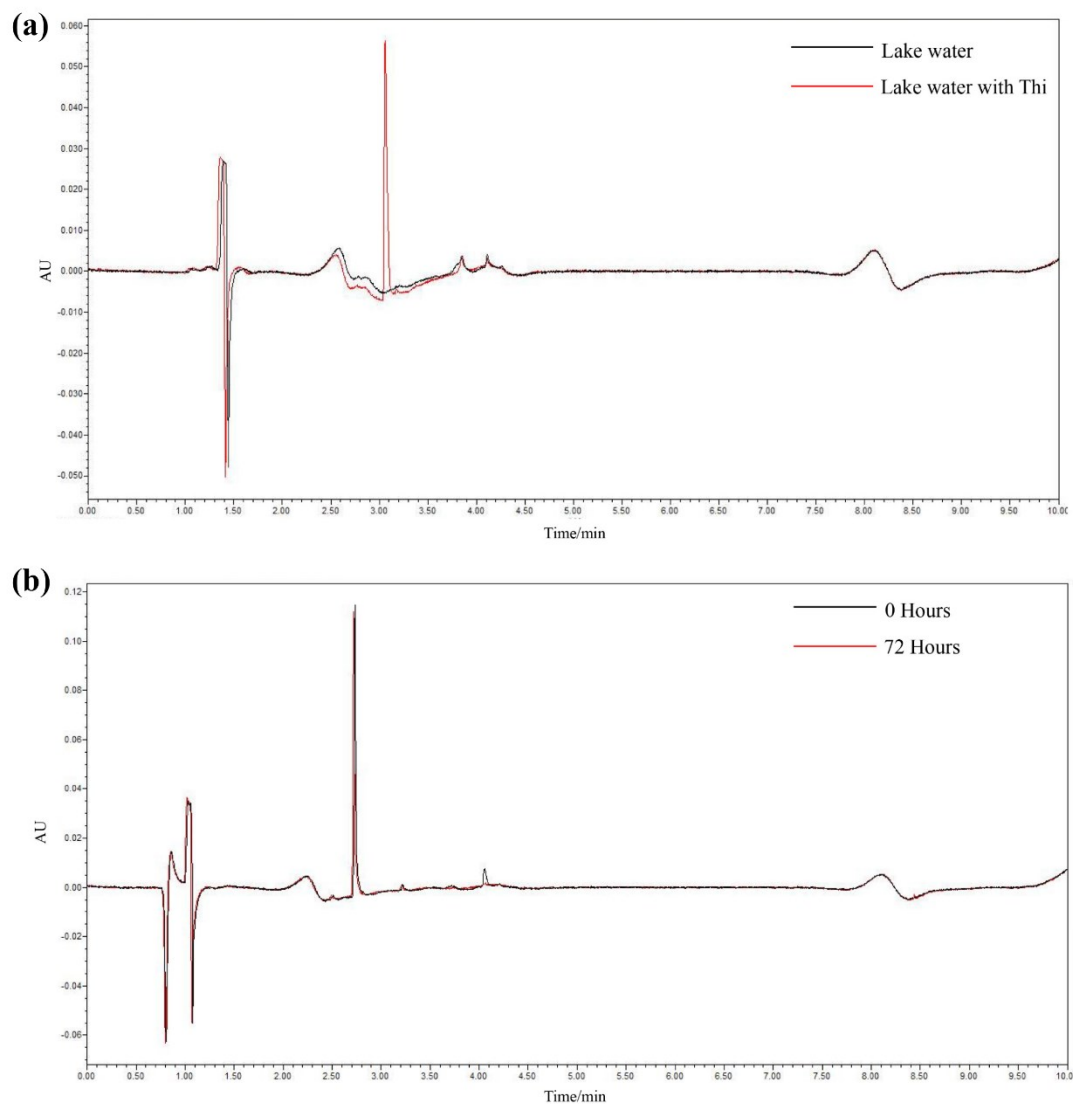 (a)
0.060
0.050
0.040
0.030
0.020
0.010
0.000
-0.010
-0.020
-0.030
-0.040
-0.050
AU
Lake water
Lake water with Thi
0.00 0.50 1.00 1.50 2.00 2.50 3.00 3.50 4.00 4.50 5.00 5.50 6.00 6.50 7.00 7.50 8.00 8.50 9.00 9.50 10.00
Time/min
(b)
0.12
0.10
0.08
0.06
0.04
0.02
0.00
-0.02
-0.04
-0.06
AU
0 Hours
72 Hours
0.00 0.50 1.00 1.50 2.00 2.50 3.00 3.50 4.00 4.50 5.00 5.50 6.00 6.50 7.00 7.50 8.00 8.50 9.00 9.50 10.0
Time/min